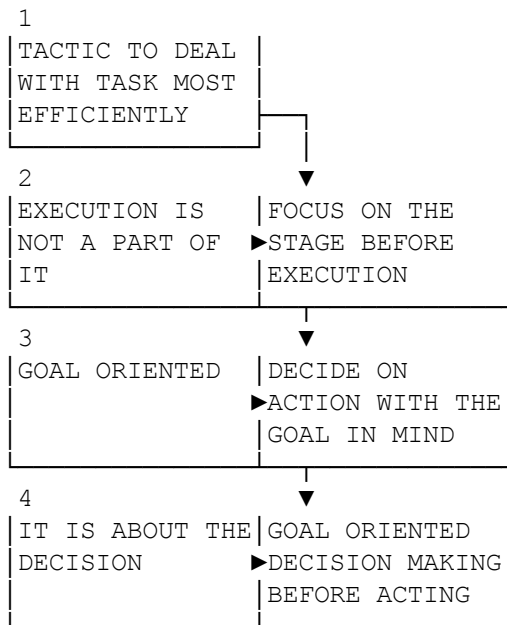 1
TACTIC TO DEAL
WITH TASK MOST
EFFICIENTLY
2
EXECUTION IS
NOT A PART OF
IT
FOCUS ON THE
STAGE BEFORE
EXECUTION
3
GOAL ORIENTED
DECIDE ON
ACTION WITH THE
GOAL IN MIND
4
IT IS ABOUT THE
DECISION
GOAL ORIENTED
DECISION MAKING
BEFORE ACTING